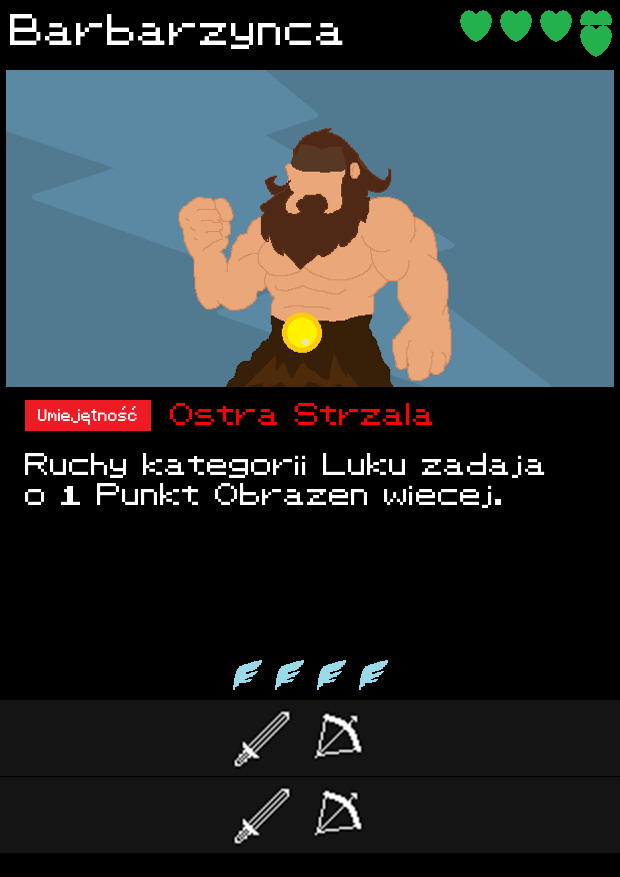 Barbarzynca
Umiejętność
Ostra Strzala
Ruchy kategorii Luku zadaja
o 1 Punkt Obrazen wiecej.